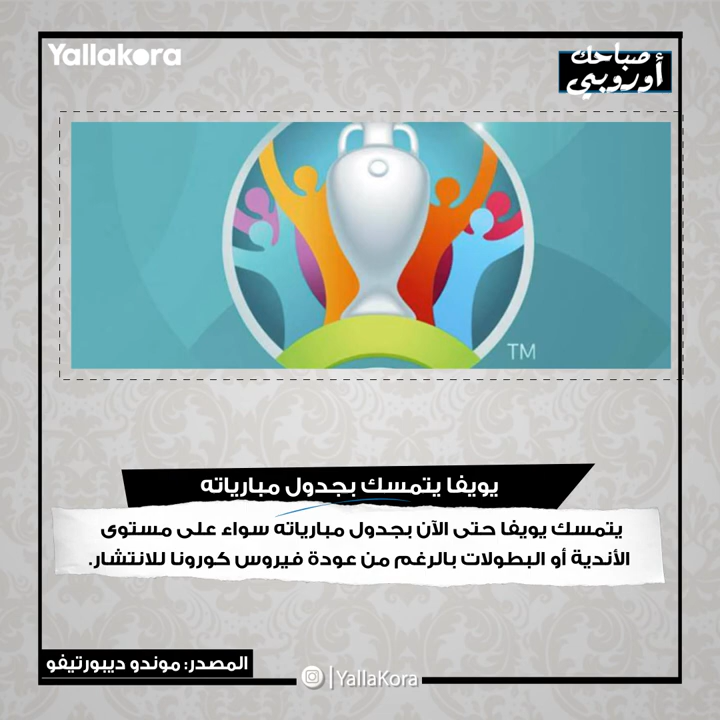 Yallakora
صباحك
أوروبي
TM
يويفا يتمسك بجدول مبارياته
يتمسك يويفا حتى الآن بجدول مبارياته سواء على مستوى
الأندية أو البطولات بالرغم من عودة فيروس كورونا للانتشار.
المصدر: موندو ديبورتيفو
YallaKora